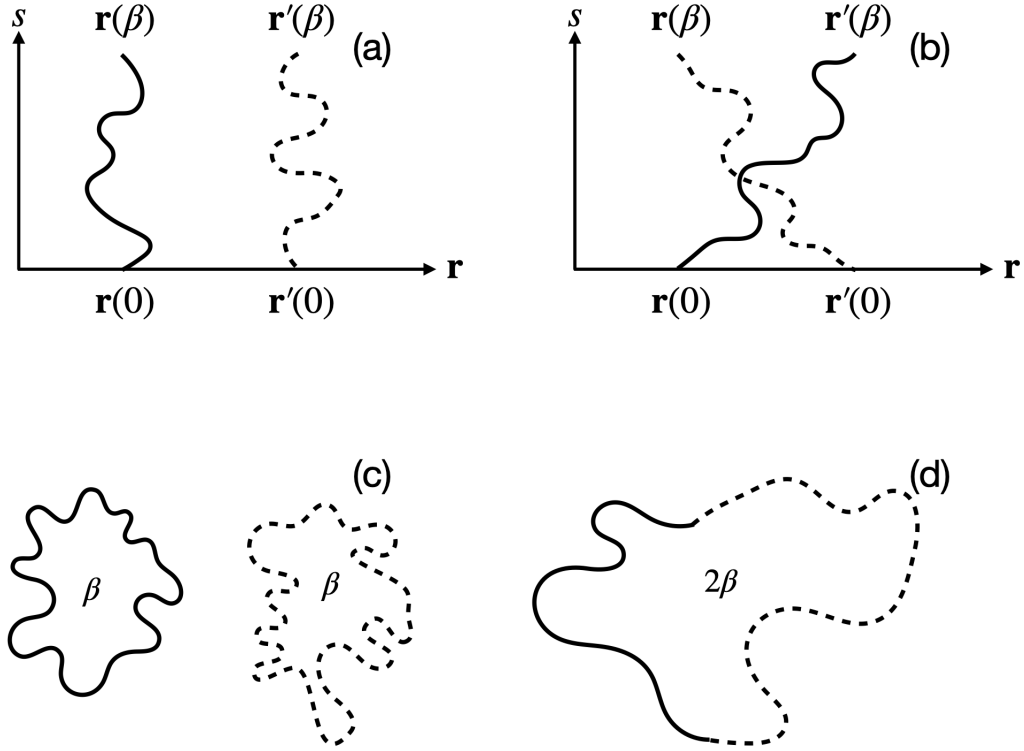 s r(β) r′(β) (a)
r
r(0) r′(0)
s r(β) r′(β) (b)
r
r(0) r′(0)
(c)
β β
(d)
2β